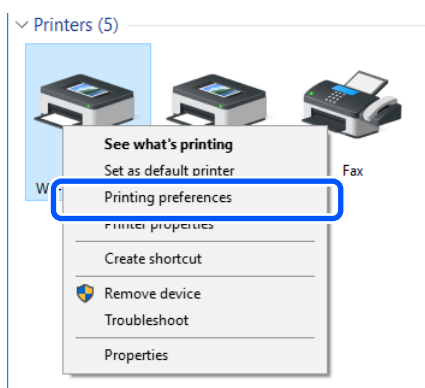 Printers (5)
See what's printing
Set as default printer
Fax
Printing preferences
Printer properties
Create shortcut
Remove device
Troubleshoot
Properties